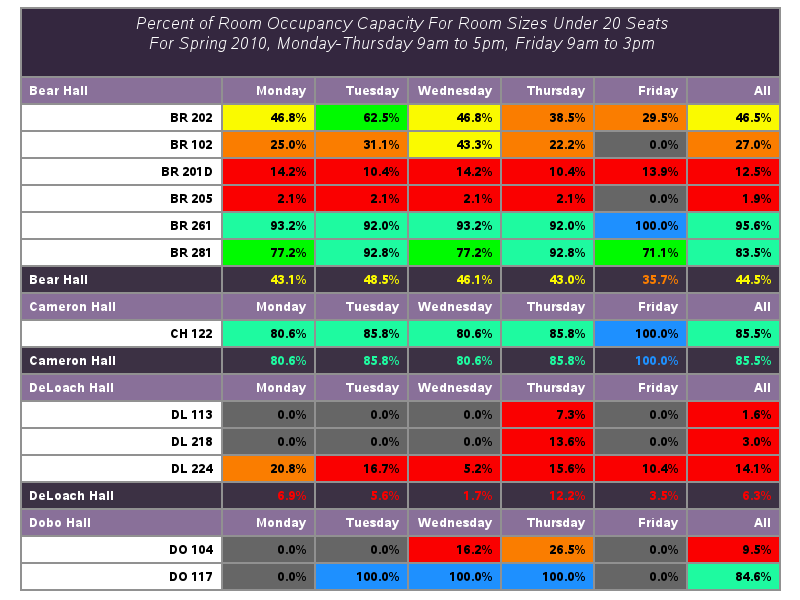 Percent of Room Occupancy Capacity For Room Sizes Under 20 Seats
For Spring 2010, Monday-Thursday 9am to 5pm, Friday 9am to 3pm
Bear Hall Monday Tuesday Wednesday Thursday Friday All
BR 202 46.8% 62.5% 46.8% 38.5% 29.5% 46.5%
BR 102 25.0% 31.1% 43.3% 22.2% 0.0% 27.0%
BR 201D 14.2% 10.4% 14.2% 10.4% 13.9% 12.5%
BR 205 2.1% 2.1% 2.1% 2.1% 0.0% 1.9%
BR 261 93.2% 92.0% 93.2% 92.0% 100.0% 95.6%
BR 281 77.2% 92.8% 77.2% 92.8% 71.1% 83.5%
Bear Hall 43.1% 48.5% 46.1% 43.0% 35.7% 44.5%
Cameron Hall Monday Tuesday Wednesday Thursday Friday All
CH 122 80.6% 85.8% 80.6% 85.8% 100.0% 85.5%
Cameron Hall 80.6% 85.8% 80.6% 85.8% 100.0% 85.5%
DeLoach Hall Monday Tuesday Wednesday Thursday Friday All
DL 113 0.0% 0.0% 0.0% 7.3% 0.0% 1.6%
DL 218 0.0% 0.0% 0.0% 13.6% 0.0% 3.0%
DL 224 20.8% 16.7% 5.2% 15.6% 10.4% 14.1%
DeLoach Hall 6.9% 5.6% 1.7% 12.2% 3.5% 6.3%
Dobo Hall Monday Tuesday Wednesday Thursday Friday All
DO 104 0.0% 0.0% 16.2% 26.5% 0.0% 9.5%
DO 117 0.0% 100.0% 100.0% 100.0% 0.0% 84.6%